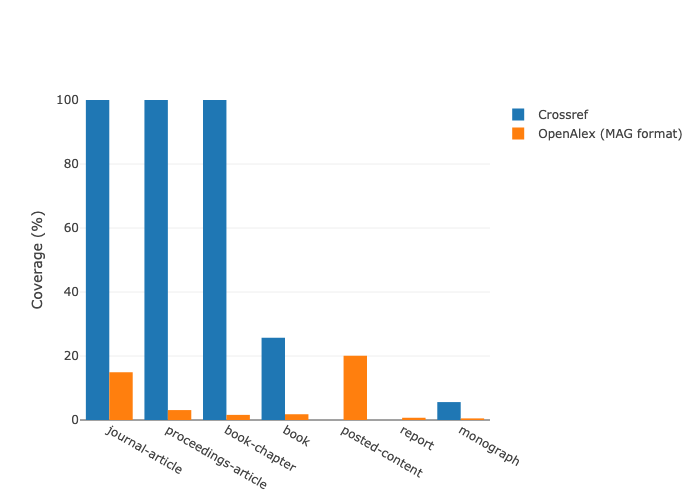 Crossref
OpenAlex (MAG format)
Coverage (%)
100
80
60
40
20
0
journal-article
proceedings-article
book-chapter
book
posted-content
report
monograph